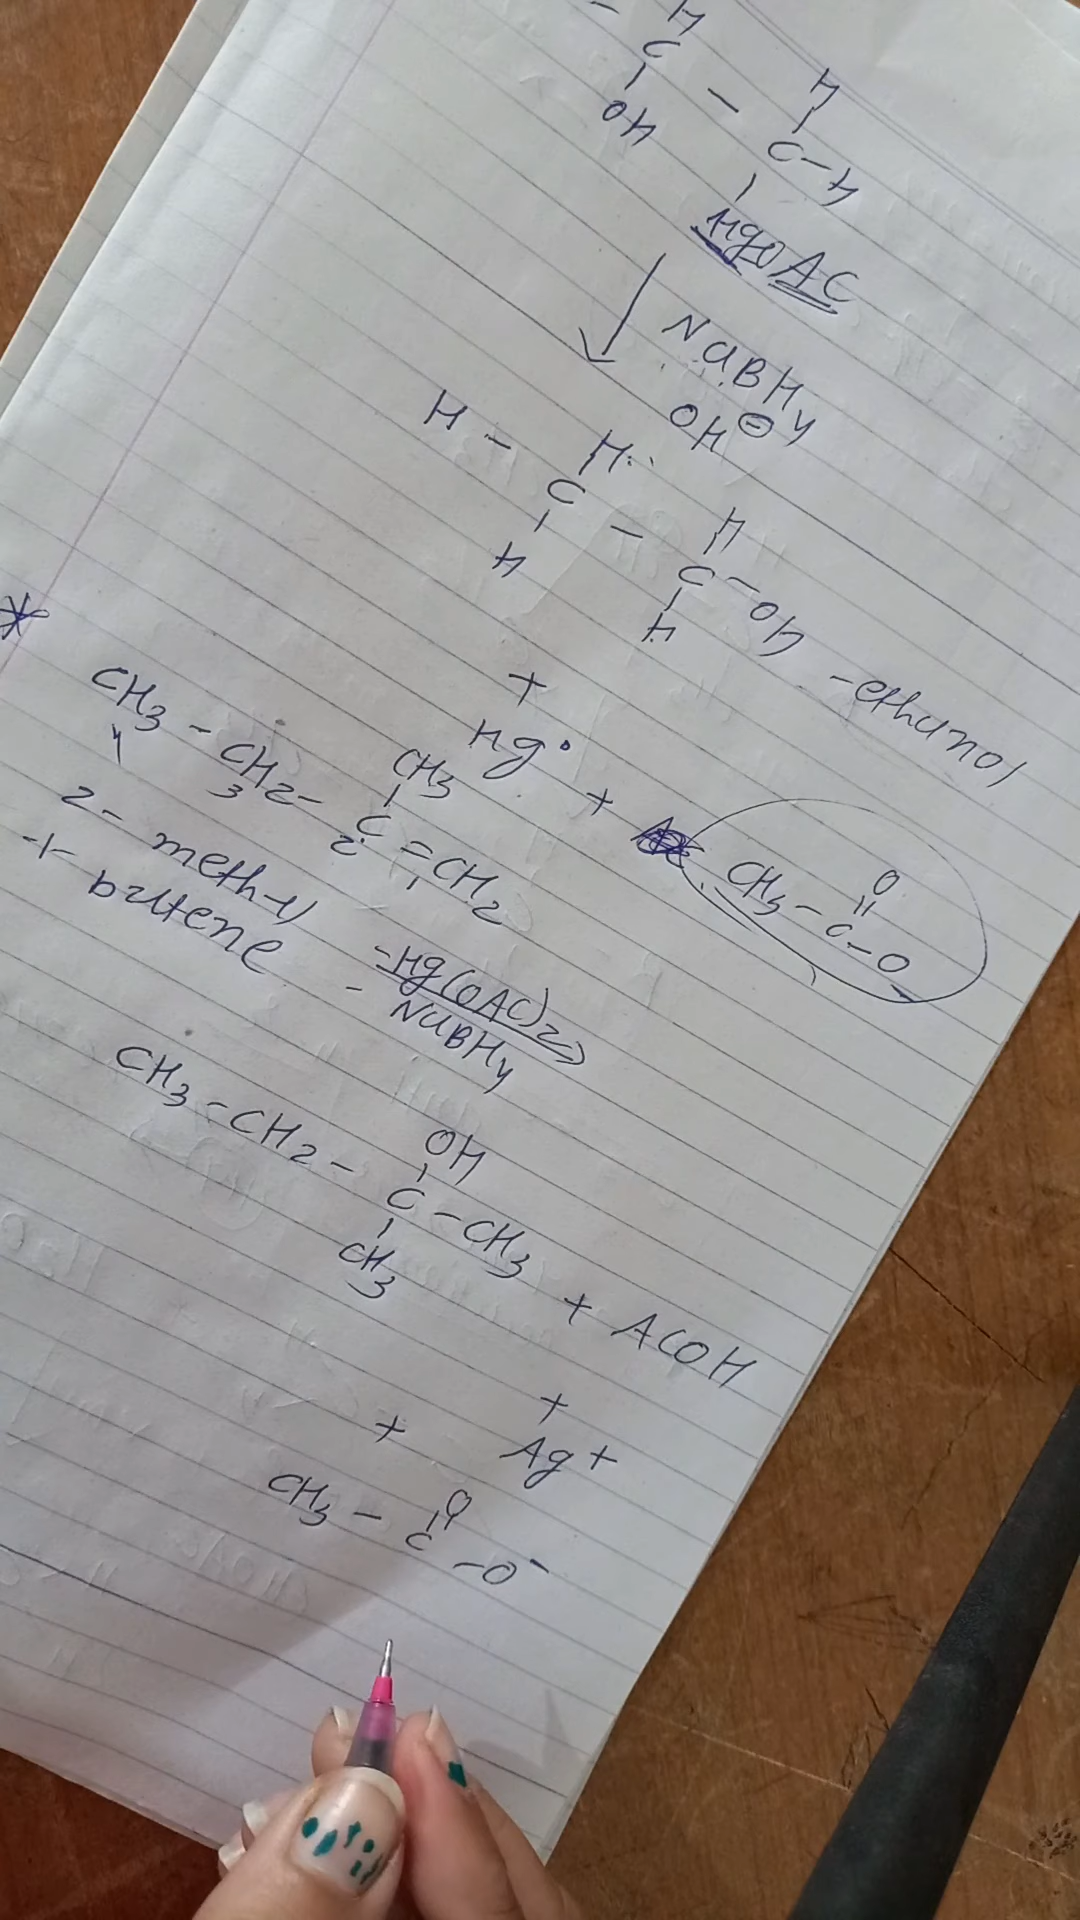 H
C
OH
-
H
C-H
HgOAC
NaBH4
OH⊖
H -
H
C
H
-
H
C-OH
H
-ethanol
+
Hg°
+
CH3-C-O
O
*
CH3-CH2-C=CH2
CH3
4 3 2 1
2-methyl
-1-butene
Hg(OAC)2
NaBH4
CH3-CH2-C-CH3
OH
CH3
+ ACOH
+
Ag+
+
CH3-C-O-
O